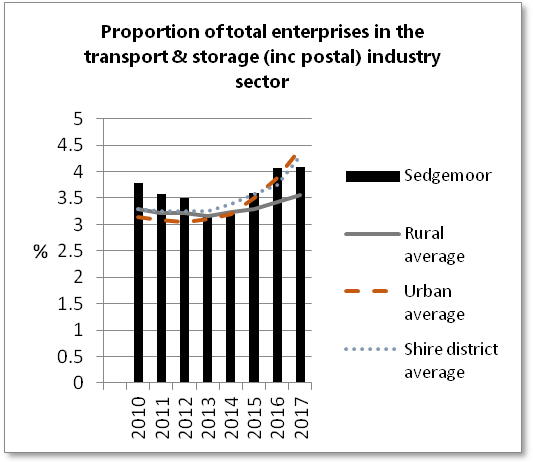 Proportion of total enterprises in the
transport & storage (inc postal) industry
sector
5
4.5
4
3.5
3
2.5
2
1.5
1
0.5
0
%
2010
2011
2012
2013
2014
2015
2016
2017
Sedgemoor
Rural
average
Urban
average
Shire district
average